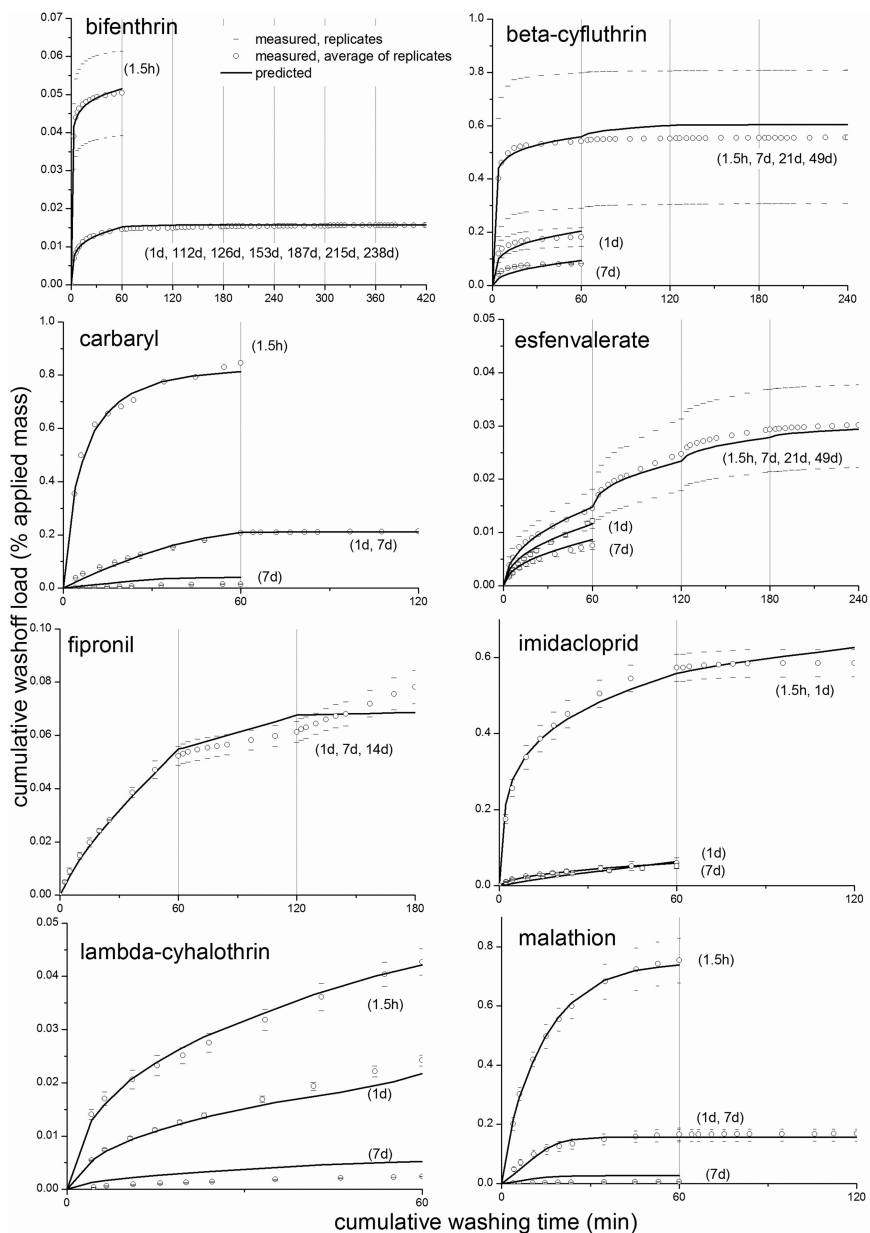 bifenthrin
measured, replicates
measured, average of replicates
predicted
(1.5h)
(1d, 112d, 126d, 153d, 187d, 215d, 238d)
0.07
0.06
0.05
0.04
0.03
0.02
0.01
0.00
0 60 120 180 240 300 360 420
beta-cyfluthrin
1.0
0.8
0.6
0.4
0.2
0.0
(1.5h, 7d, 21d, 49d)
(1d)
(7d)
0 60 120 180 240
carbaryl
1.0
0.8
0.6
0.4
0.2
0.0
(1.5h)
(1d, 7d)
(7d)
0 60 120
esfenvalerate
0.05
0.04
0.03
0.02
0.01
0.00
(1.5h, 7d, 21d, 49d)
(1d)
(7d)
0 60 120 180 240
cumulative washoff load (% applied mass)
fipronil
0.10
0.08
0.06
0.04
0.02
0.00
(1d, 7d, 14d)
0 60 120 180
imidacloprid
0.6
0.4
0.2
0.0
(1.5h, 1d)
(1d)
(7d)
0 60 120
lambda-cyhalothrin
0.05
0.04
0.03
0.02
0.01
0.00
(1.5h)
(1d)
(7d)
0 60
malathion
0.8
0.6
0.4
0.2
0.0
(1.5h)
(1d, 7d)
(7d)
0 60 120
cumulative washing time (min)